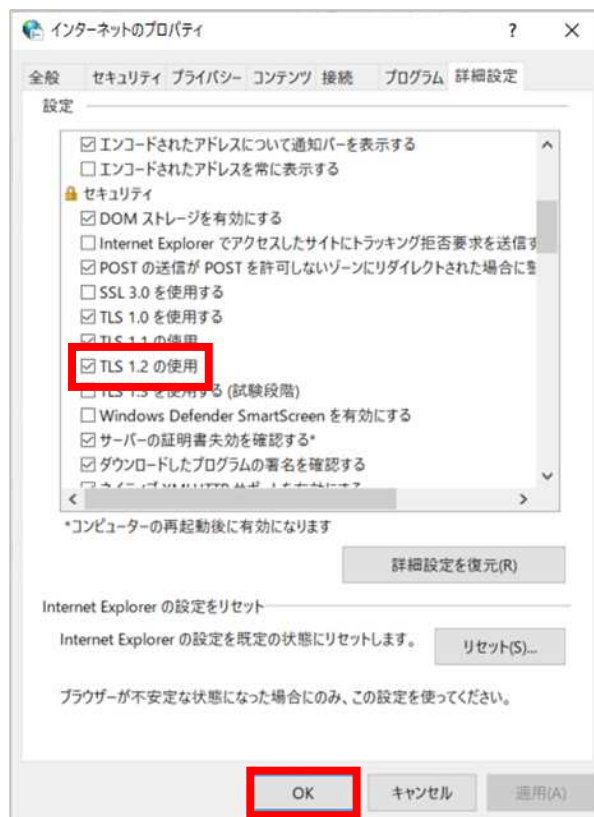 インターネットのプロパティ ? ×
全般 セキュリティ プライバシー コンテンツ 接続 プログラム 詳細設定
設定
エンコードされたアドレスについて通知バーを表示する
エンコードされたアドレスを常に表示する
セキュリティ
DOM ストレージを有効にする
Internet Explorer でアクセスしたサイトにトラッキング拒否要求を送信す
POST の送信が POST を許可しないゾーンにリダイレクトされた場合に警
SSL 3.0 を使用する
TLS 1.0 を使用する
TLS 1.1 の使用
TLS 1.2 の使用
TLS 1.3 を使用する (試験段階)
Windows Defender SmartScreen を有効にする
サーバーの証明書失効を確認する*
ダウンロードしたプログラムの署名を確認する
*コンピューターの再起動後に有効になります
詳細設定を復元(R)
Internet Explorer の設定をリセット
Internet Explorer の設定を既定の状態にリセットします。
リセット(S)...
ブラウザーが不安定な状態になった場合にのみ、この設定を使ってください。
OK キャンセル 適用(A)